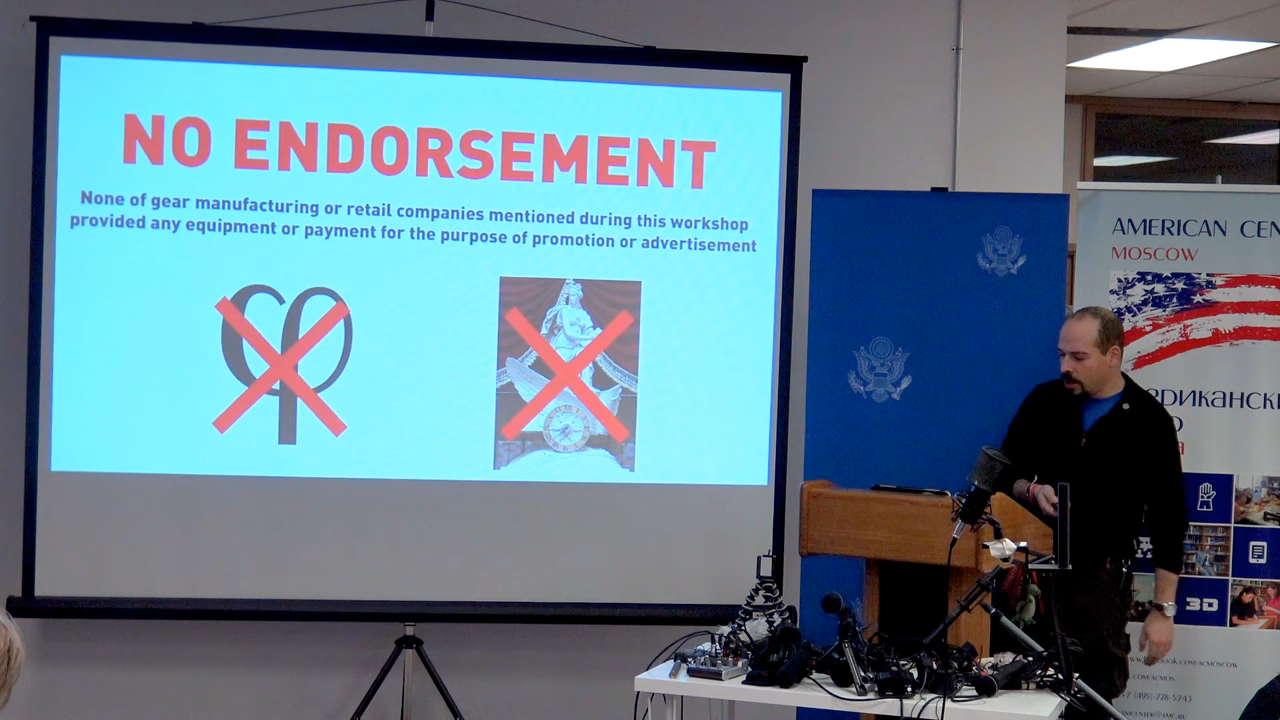 NO ENDORSEMENT
None of gear manufacturing or retail companies mentioned during this workshop
provided any equipment or payment for the purpose of promotion or advertisement
AMERICAN CEN
MOSCOW
3D